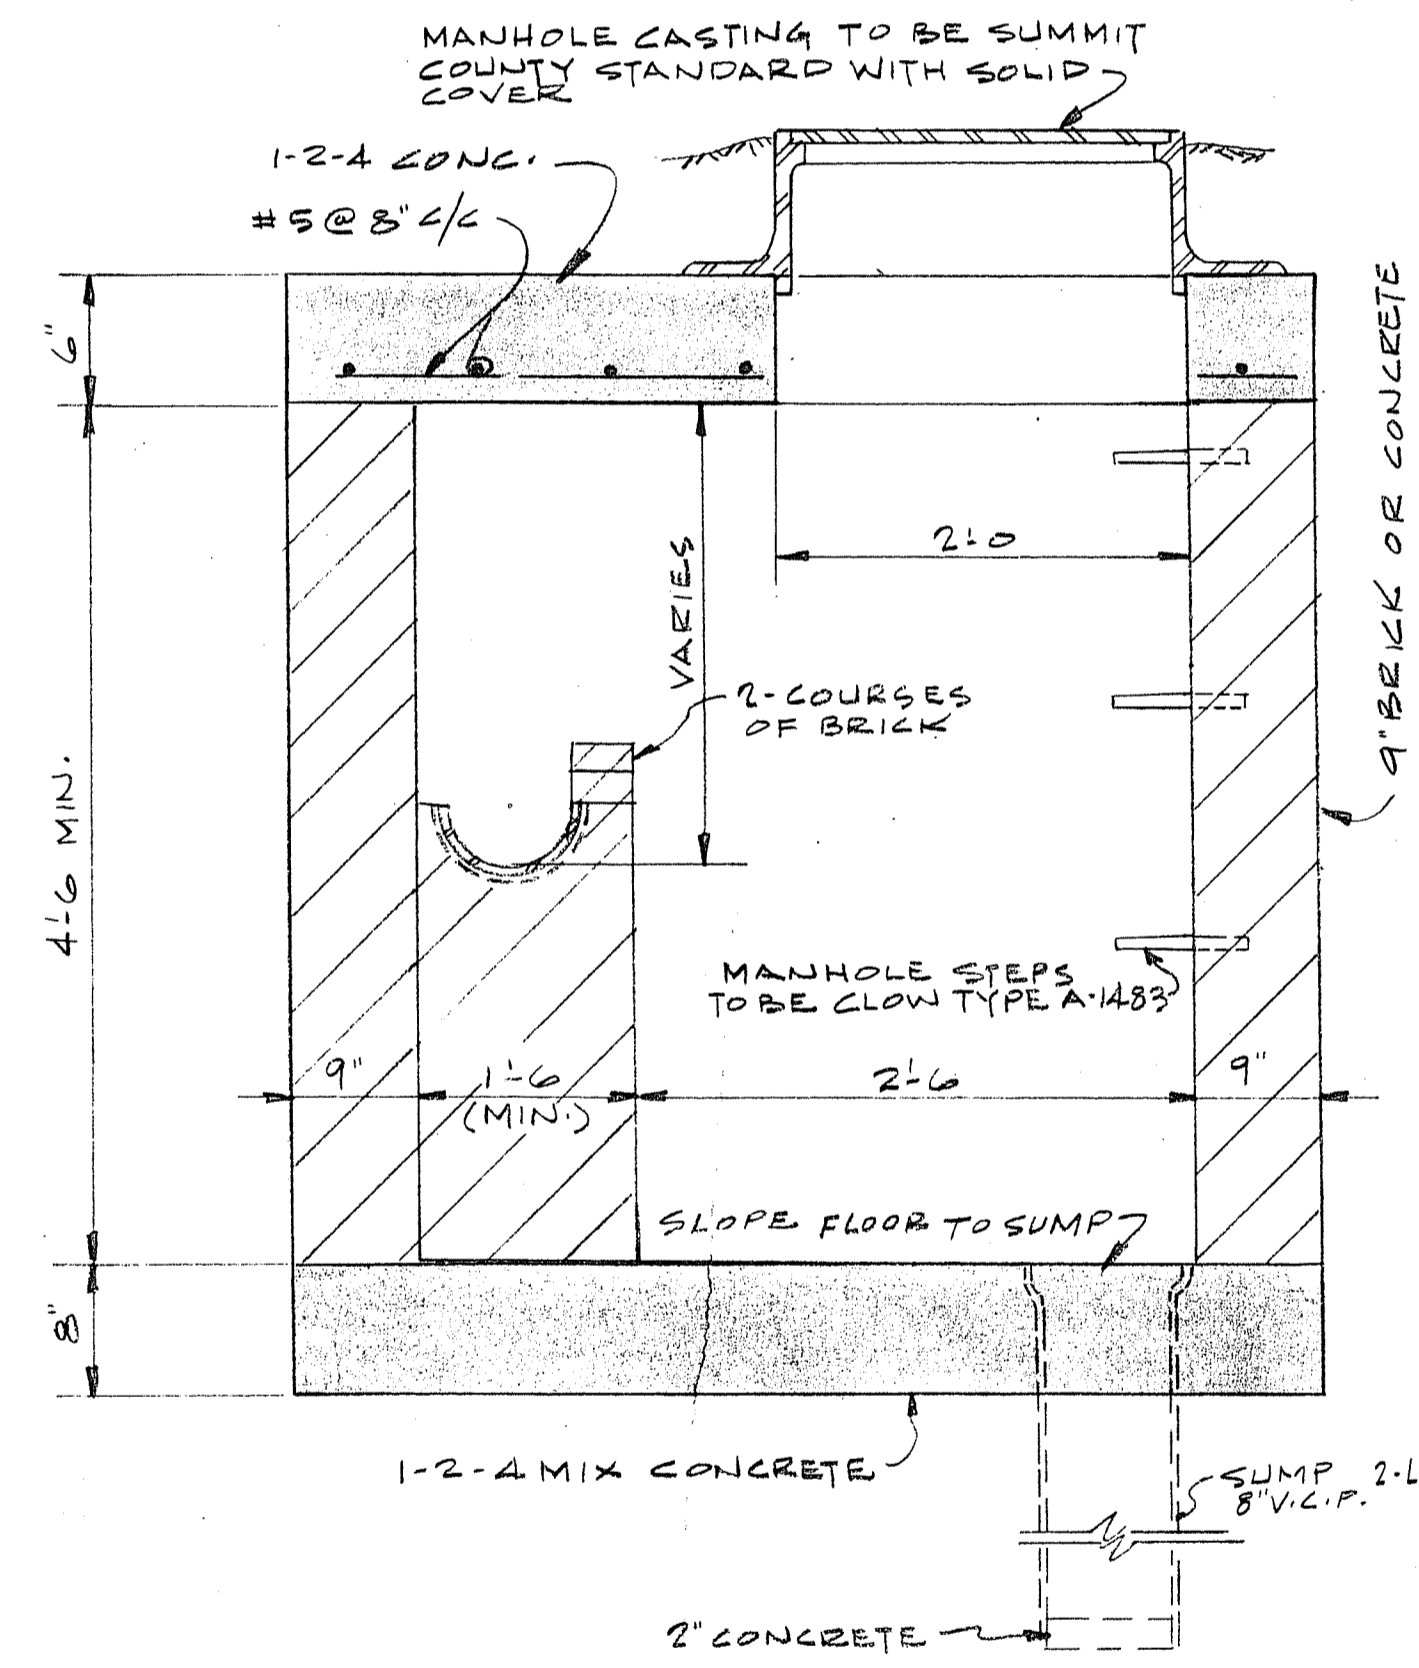 MANHOLE CASTING TO BE SUMMIT
COUNTY STANDARD WITH SOLID
COVER
1-2-4 CONC.
#5@8" C/C
6"
9" BRICK OR CONCRETE
2'-0
VARIES
2-COURSES
OF BRICK
4'-6 MIN.
MANHOLE STEPS
TO BE CLOW TYPE A-1483
9"
1'-6
(MIN.)
2'-6
9"
SLOPE FLOOR TO SUMP
8"
1-2-4 MIX CONCRETE
SUMP 2-L
8" V.C.P.
2" CONCRETE